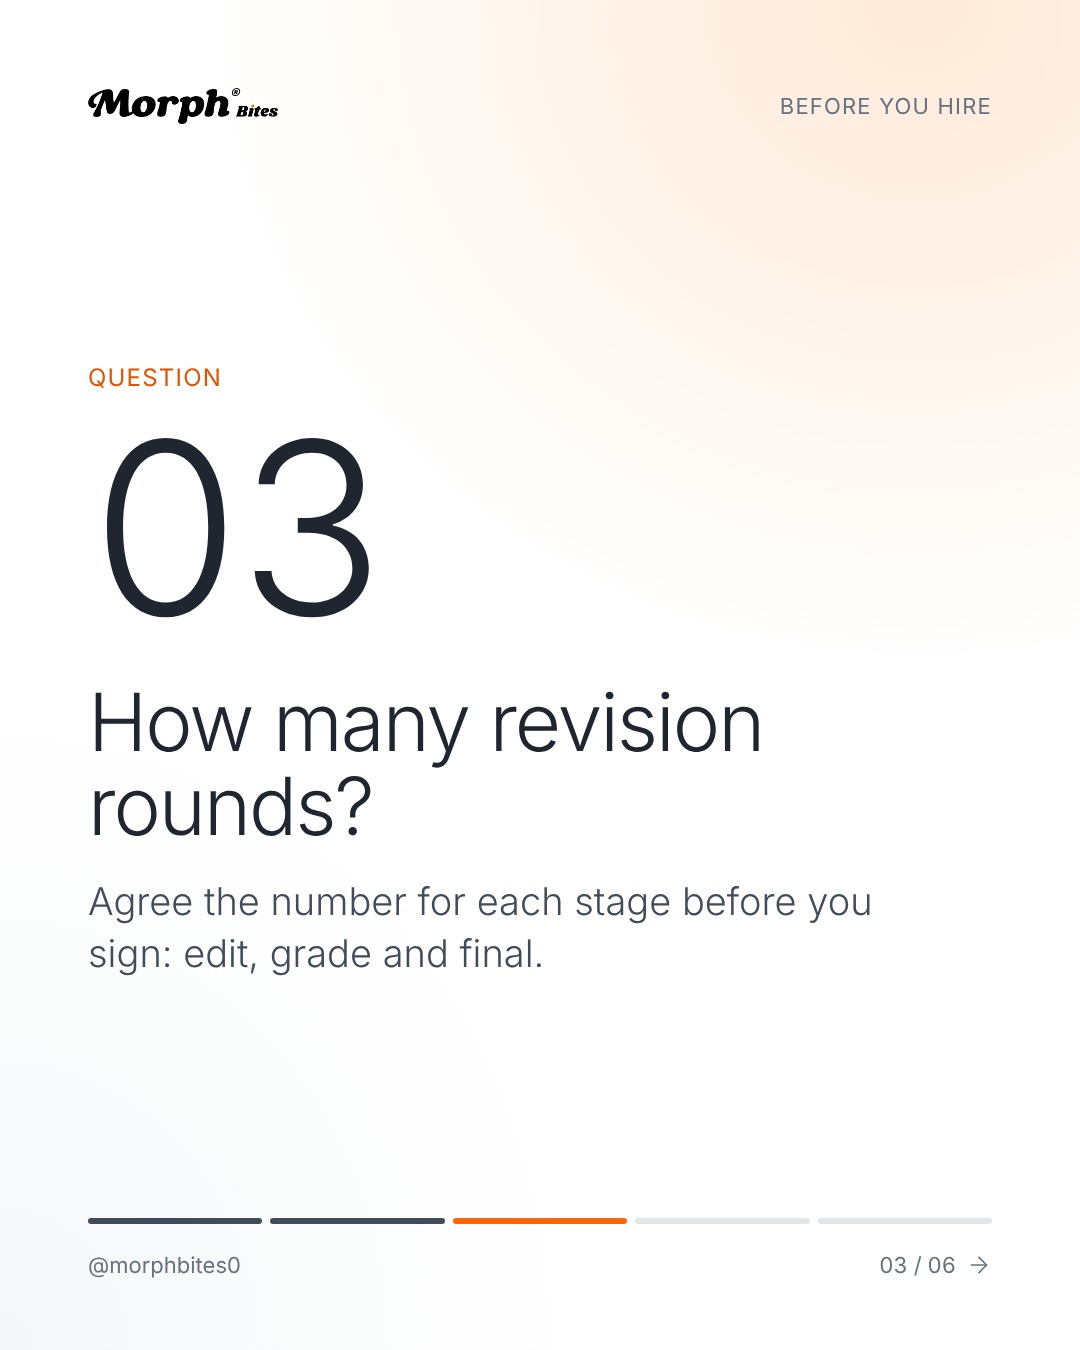 Morph® Bites
BEFORE YOU HIRE
QUESTION
03
How many revision
rounds?
Agree the number for each stage before you
sign: edit, grade and final.
@morphbites0
03 / 06 →